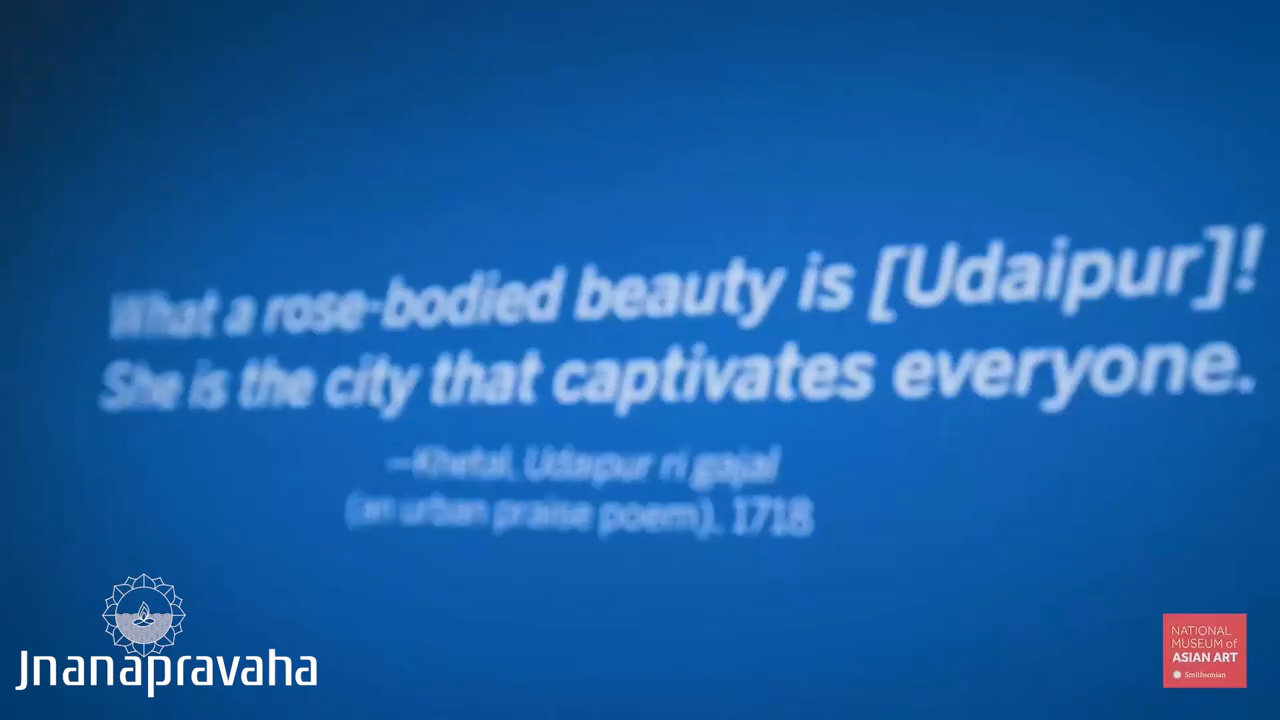 What a rose-bodied beauty is [Udaipur]!
She is the city that captivates everyone.
—Khetal, Udaipur ri gajal
(an urban praise poem), 1718
Jnanapravaha
NATIONAL
MUSEUM of
ASIAN ART
Smithsonian